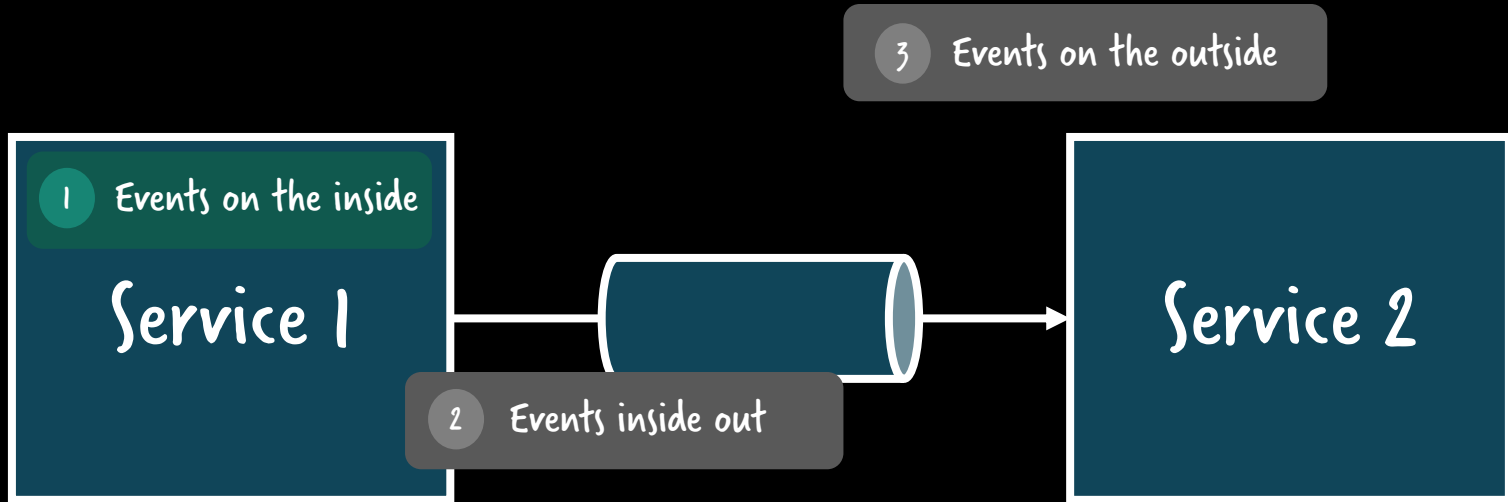 3 Events on the outside
1 Events on the inside
Service 1
Service 2
2 Events inside out